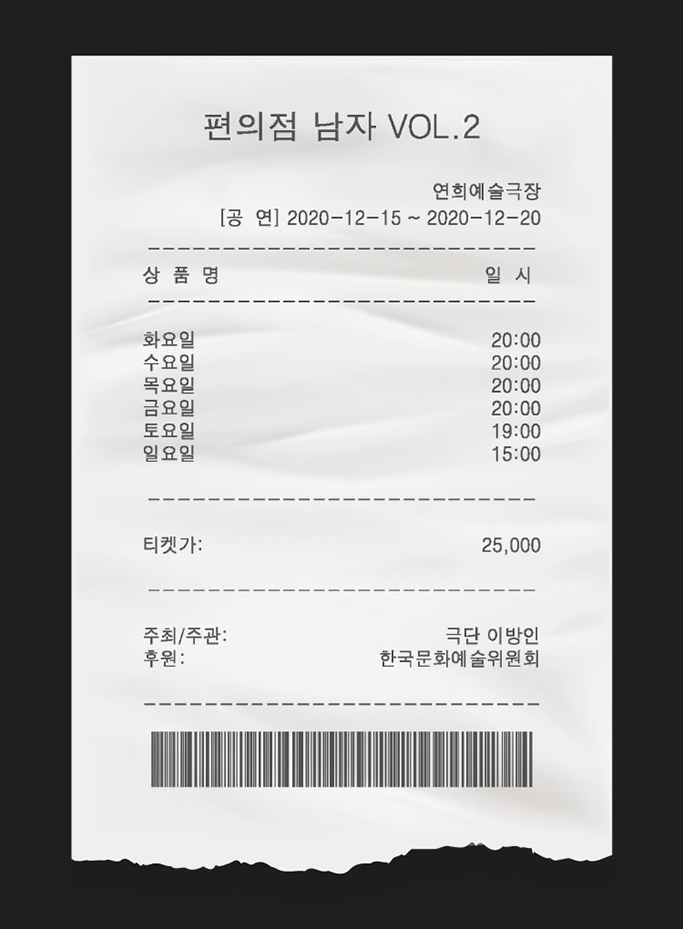 편의점 남자 VOL.2
연희예술극장
[공 연] 2020-12-15 ~ 2020-12-20
상 품 명 일 시
화요일 20:00
수요일 20:00
목요일 20:00
금요일 20:00
토요일 19:00
일요일 15:00
티켓가: 25,000
주최/주관: 극단 이방인
후원: 한국문화예술위원회